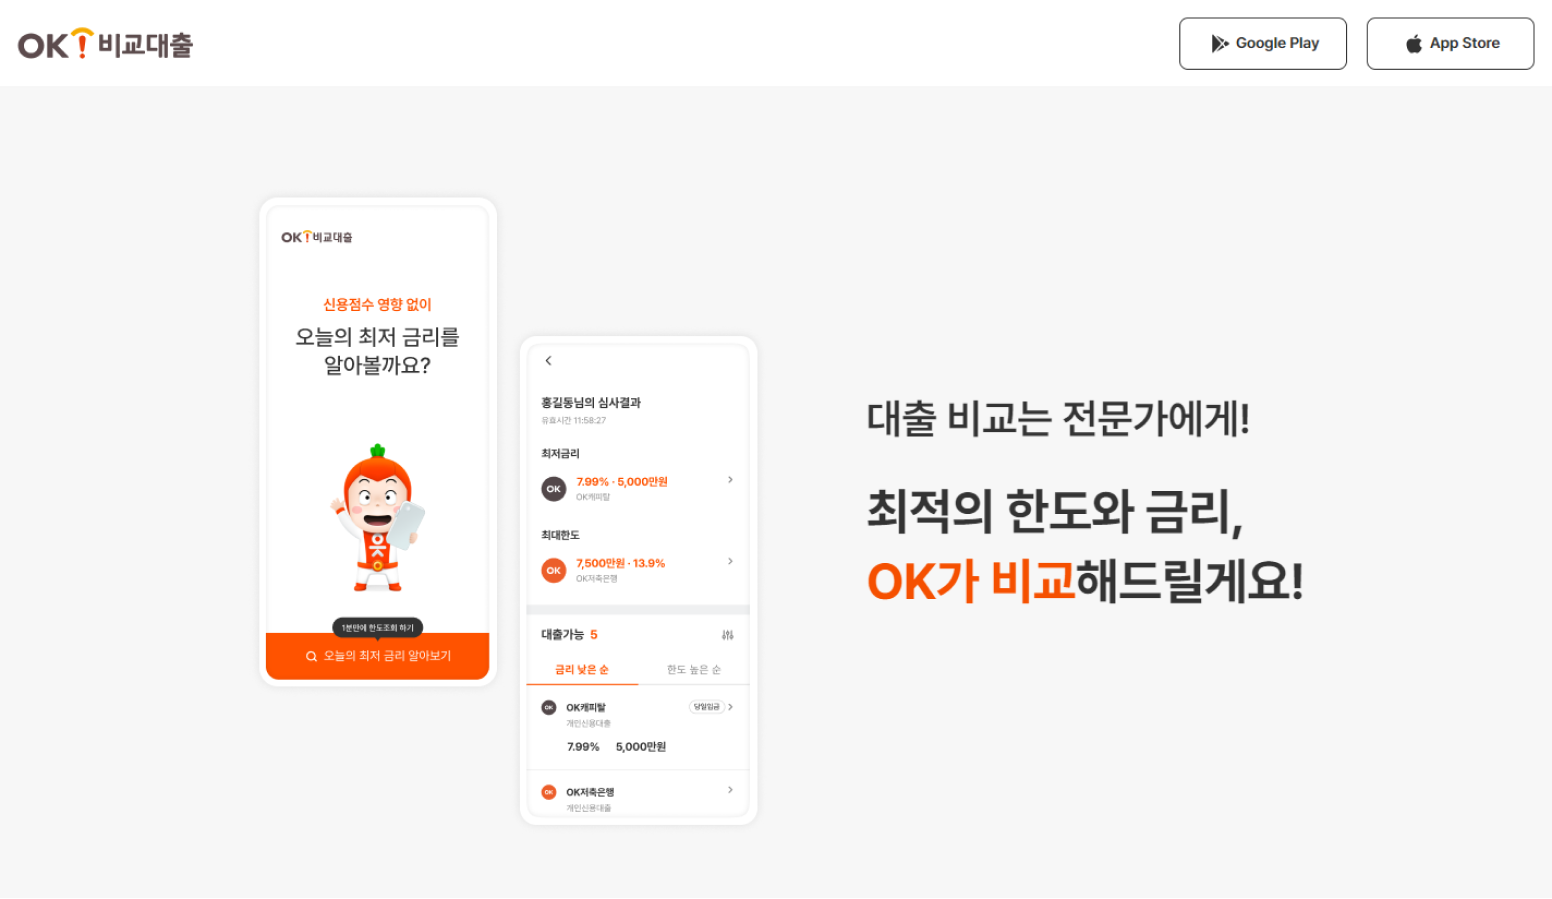 OK! 비교대출
Google Play
App Store
OK!비교대출
신용점수 영향 없이
오늘의 최저 금리를
알아볼까요?
읏
1분만에 한도조회 하기
오늘의 최저 금리 알아보기
홍길동님의 심사결과
유효시간 11:58:27
최저금리
OK
7.99% · 5,000만원
OK캐피탈
최대한도
OK
7,500만원 · 13.9%
OK저축은행
대출가능 5
금리 낮은 순
한도 높은 순
OK
OK캐피탈
당일입금
개인신용대출
7.99%
5,000만원
OK
OK저축은행
개인신용대출
대출 비교는 전문가에게!
최적의 한도와 금리,
OK가 비교해드릴게요!